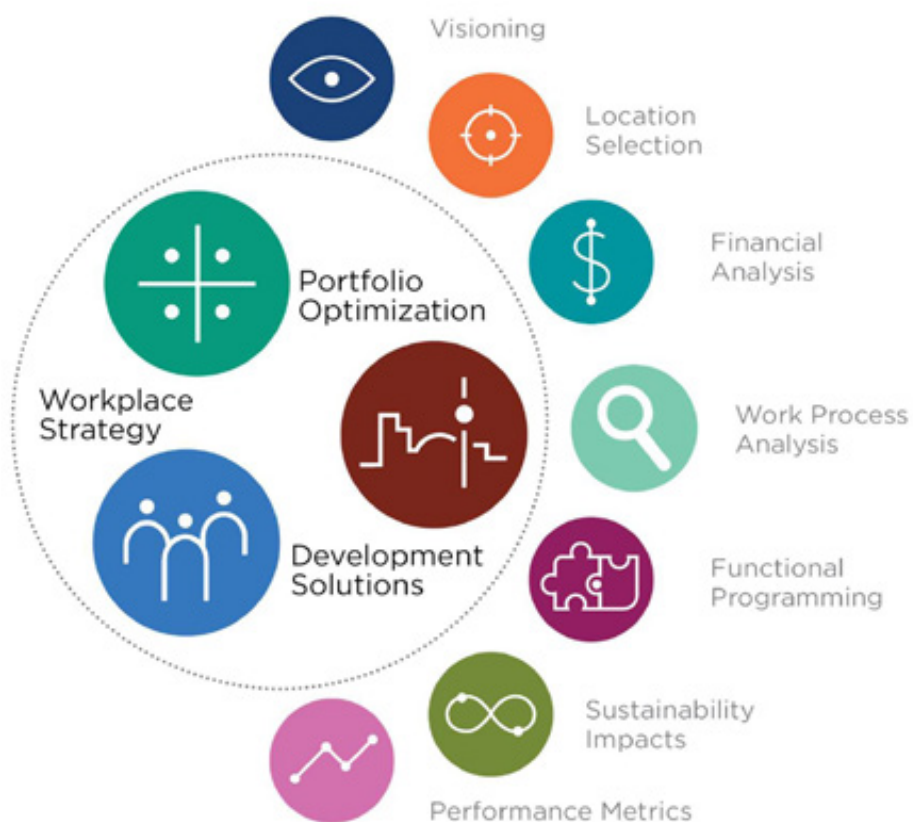 Visioning
Location
Selection
Financial
Analysis
Portfolio
Optimization
Workplace
Strategy
Work Process
Analysis
Development
Solutions
Functional
Programming
Sustainability
Impacts
Performance Metrics